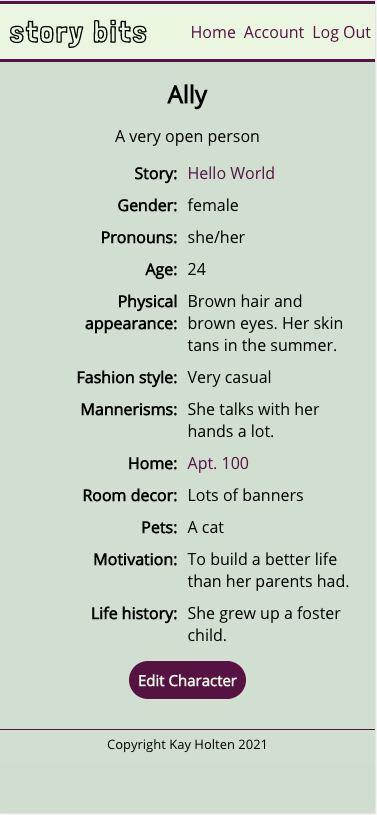 story bits Home Account Log Out
Ally
A very open person
Story: Hello World
Gender: female
Pronouns: she/her
Age: 24
Physical Brown hair and
appearance: brown eyes. Her skin
tans in the summer.
Fashion style: Very casual
Mannerisms: She talks with her
hands a lot.
Home: Apt. 100
Room decor: Lots of banners
Pets: A cat
Motivation: To build a better life
than her parents had.
Life history: She grew up a foster
child.
Edit Character
Copyright Kay Holten 2021